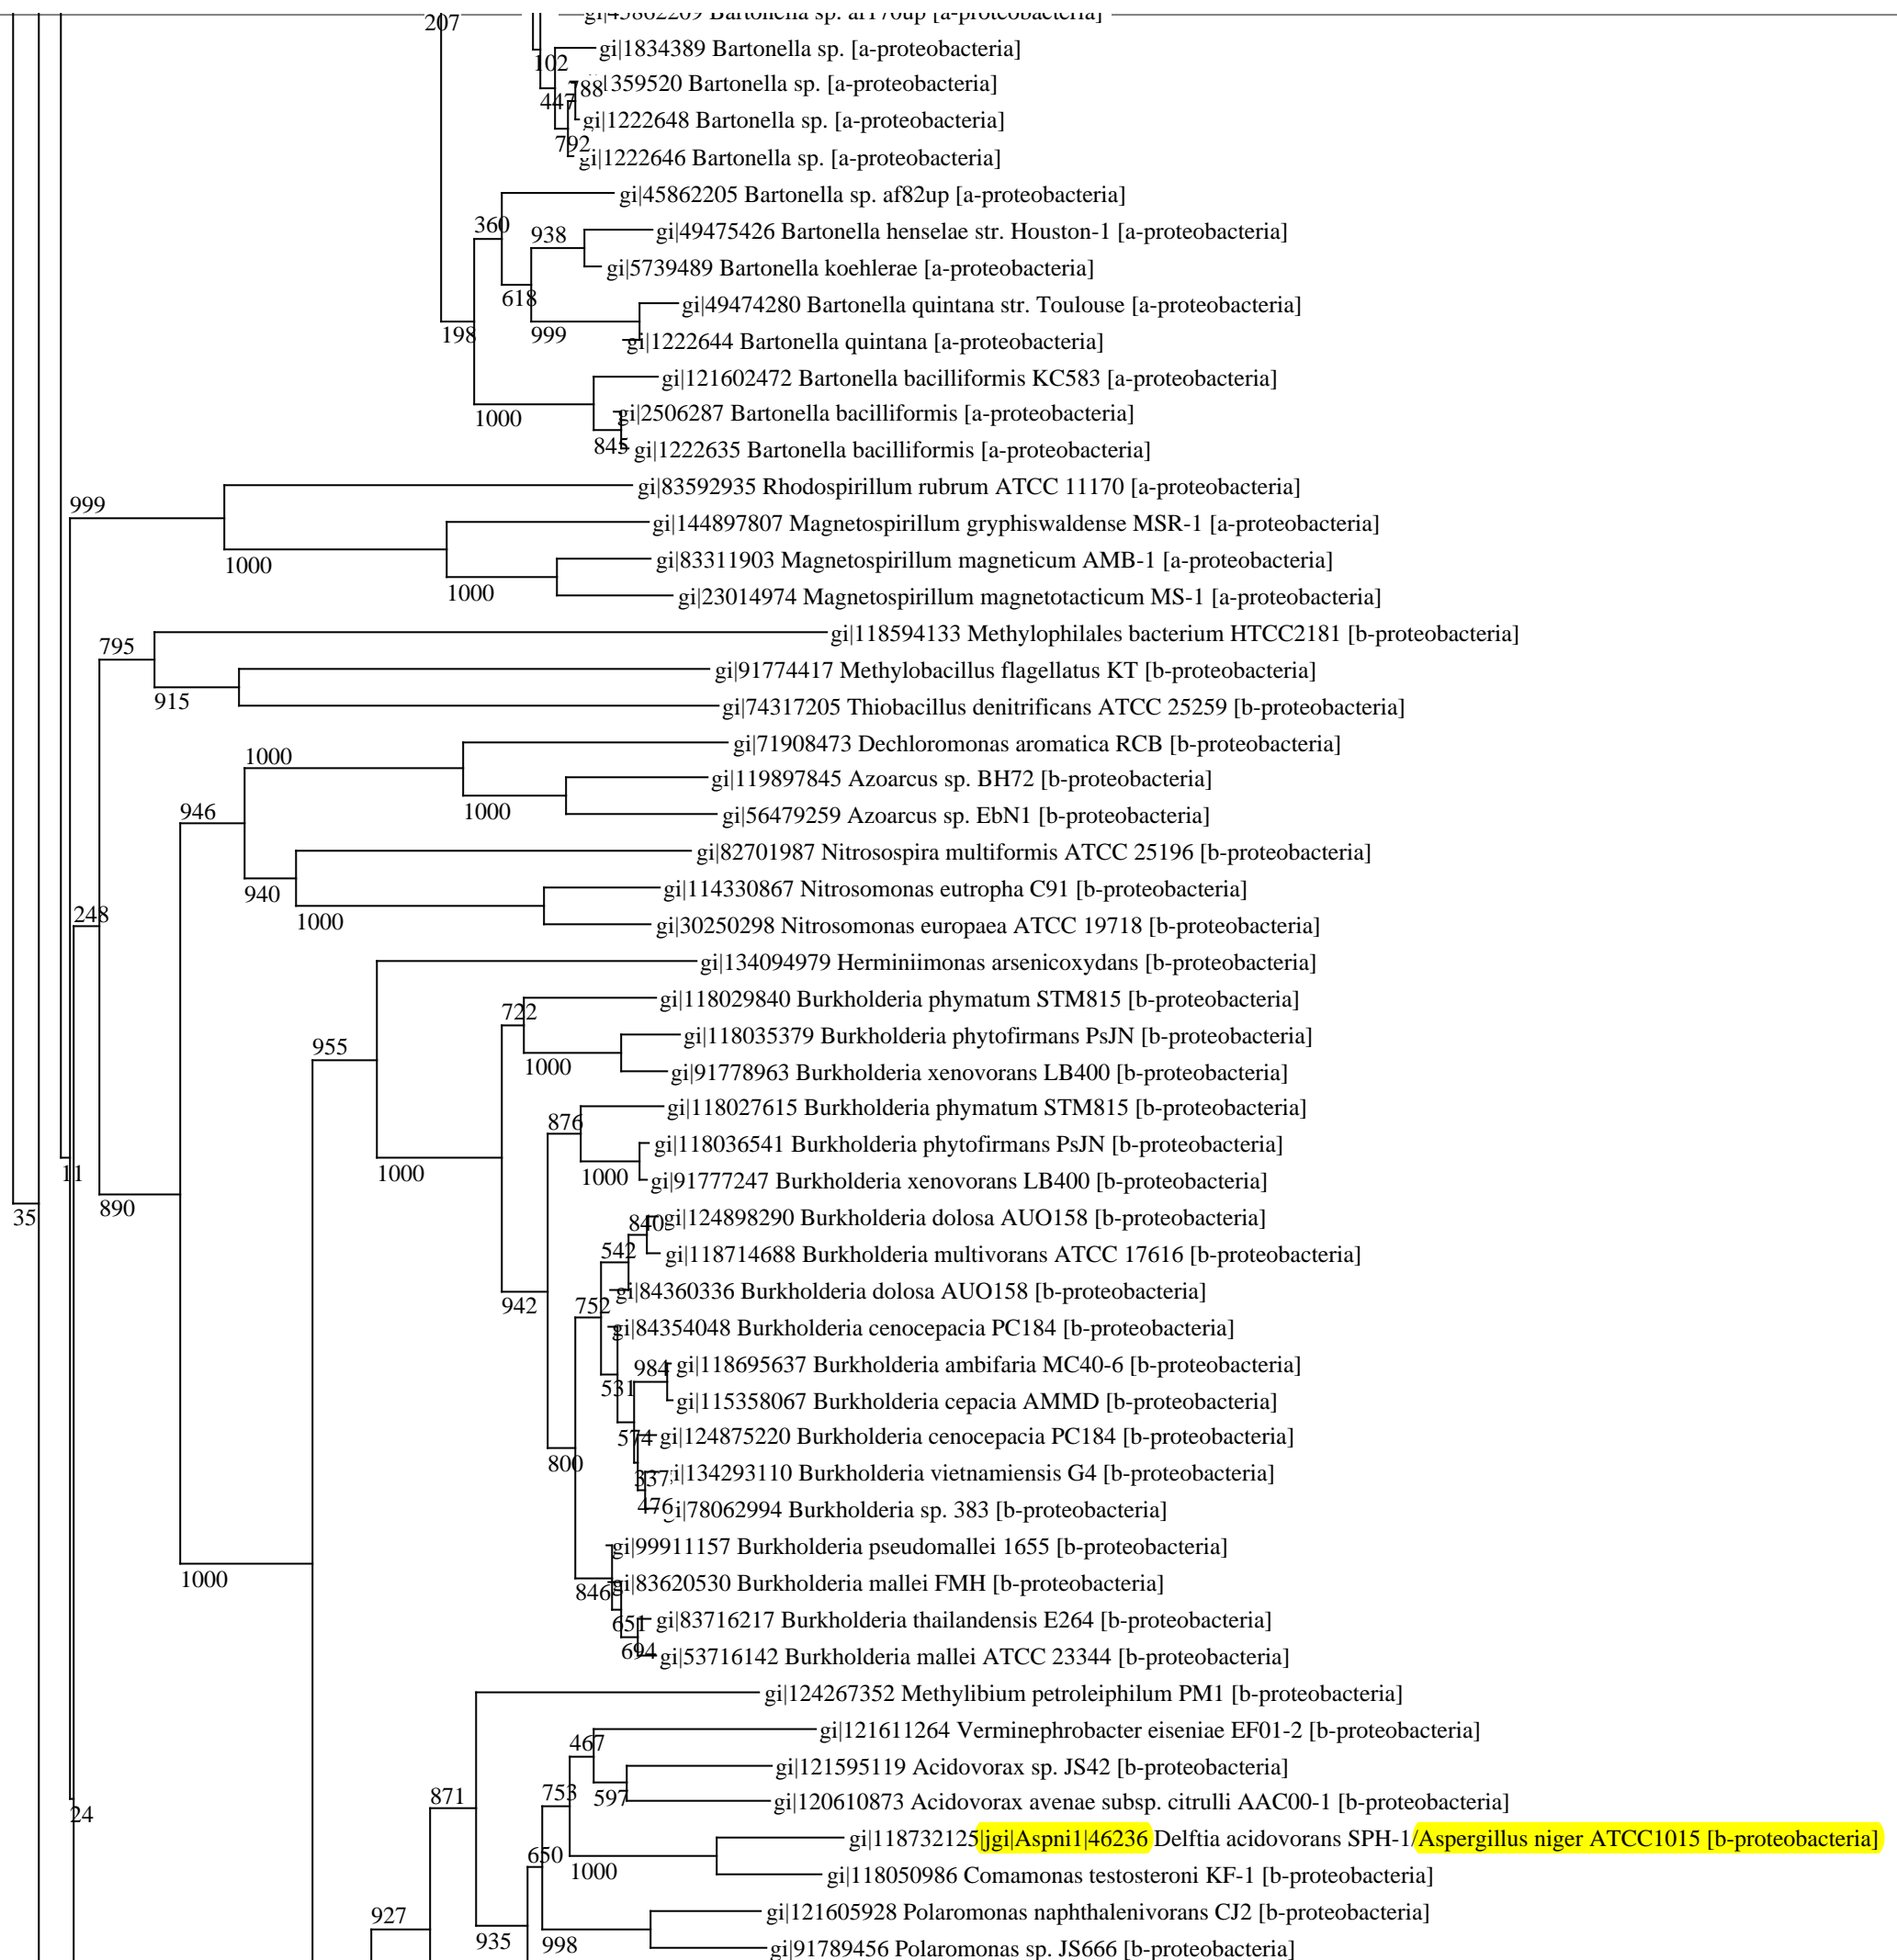 207
gi|45862209 Bartonella sp. af170up [a-proteobacteria]
gi|1834389 Bartonella sp. [a-proteobacteria]
102
788
1359520 Bartonella sp. [a-proteobacteria]
447
gi|1222648 Bartonella sp. [a-proteobacteria]
792
gi|1222646 Bartonella sp. [a-proteobacteria]
gi|45862205 Bartonella sp. af82up [a-proteobacteria]
360
938
gi|49475426 Bartonella henselae str. Houston-1 [a-proteobacteria]
gi|5739489 Bartonella koehlerae [a-proteobacteria]
618
gi|49474280 Bartonella quintana str. Toulouse [a-proteobacteria]
198
999
gi|1222644 Bartonella quintana [a-proteobacteria]
gi|121602472 Bartonella bacilliformis KC583 [a-proteobacteria]
1000
gi|2506287 Bartonella bacilliformis [a-proteobacteria]
845
gi|1222635 Bartonella bacilliformis [a-proteobacteria]
gi|83592935 Rhodospirillum rubrum ATCC 11170 [a-proteobacteria]
999
gi|144897807 Magnetospirillum gryphiswaldense MSR-1 [a-proteobacteria]
1000
gi|83311903 Magnetospirillum magneticum AMB-1 [a-proteobacteria]
1000
gi|23014974 Magnetospirillum magnetotacticum MS-1 [a-proteobacteria]
gi|118594133 Methylophilales bacterium HTCC2181 [b-proteobacteria]
795
gi|91774417 Methylobacillus flagellatus KT [b-proteobacteria]
915
gi|74317205 Thiobacillus denitrificans ATCC 25259 [b-proteobacteria]
gi|71908473 Dechloromonas aromatica RCB [b-proteobacteria]
1000
gi|119897845 Azoarcus sp. BH72 [b-proteobacteria]
946
1000
gi|56479259 Azoarcus sp. EbN1 [b-proteobacteria]
gi|82701987 Nitrosospira multiformis ATCC 25196 [b-proteobacteria]
940
gi|114330867 Nitrosomonas eutropha C91 [b-proteobacteria]
248
1000
gi|30250298 Nitrosomonas europaea ATCC 19718 [b-proteobacteria]
gi|134094979 Herminiimonas arsenicoxydans [b-proteobacteria]
gi|118029840 Burkholderia phymatum STM815 [b-proteobacteria]
722
gi|118035379 Burkholderia phytofirmans PsJN [b-proteobacteria]
955
1000
gi|91778963 Burkholderia xenovorans LB400 [b-proteobacteria]
gi|118027615 Burkholderia phymatum STM815 [b-proteobacteria]
876
gi|118036541 Burkholderia phytofirmans PsJN [b-proteobacteria]
11
1000
1000
gi|91777247 Burkholderia xenovorans LB400 [b-proteobacteria]
35
890
840
gi|124898290 Burkholderia dolosa AUO158 [b-proteobacteria]
542
gi|118714688 Burkholderia multivorans ATCC 17616 [b-proteobacteria]
gi|84360336 Burkholderia dolosa AUO158 [b-proteobacteria]
942
752
gi|84354048 Burkholderia cenocepacia PC184 [b-proteobacteria]
984
gi|118695637 Burkholderia ambifaria MC40-6 [b-proteobacteria]
531
gi|115358067 Burkholderia cepacia AMMD [b-proteobacteria]
574
gi|124875220 Burkholderia cenocepacia PC184 [b-proteobacteria]
800
337
gi|134293110 Burkholderia vietnamiensis G4 [b-proteobacteria]
476
gi|78062994 Burkholderia sp. 383 [b-proteobacteria]
gi|99911157 Burkholderia pseudomallei 1655 [b-proteobacteria]
1000
846
gi|83620530 Burkholderia mallei FMH [b-proteobacteria]
651
gi|83716217 Burkholderia thailandensis E264 [b-proteobacteria]
694
gi|53716142 Burkholderia mallei ATCC 23344 [b-proteobacteria]
gi|124267352 Methylibium petroleiphilum PM1 [b-proteobacteria]
gi|121611264 Verminephrobacter eiseniae EF01-2 [b-proteobacteria]
467
gi|121595119 Acidovorax sp. JS42 [b-proteobacteria]
871
753
597
gi|120610873 Acidovorax avenae subsp. citrulli AAC00-1 [b-proteobacteria]
24
gi|118732125|jgi|Aspni1|46236 Delftia acidovorans SPH-1/Aspergillus niger ATCC1015 [b-proteobacteria]
650
1000
gi|118050986 Comamonas testosteroni KF-1 [b-proteobacteria]
gi|121605928 Polaromonas naphthalenivorans CJ2 [b-proteobacteria]
927
935
998
gi|91789456 Polaromonas sp. JS666 [b-proteobacteria]